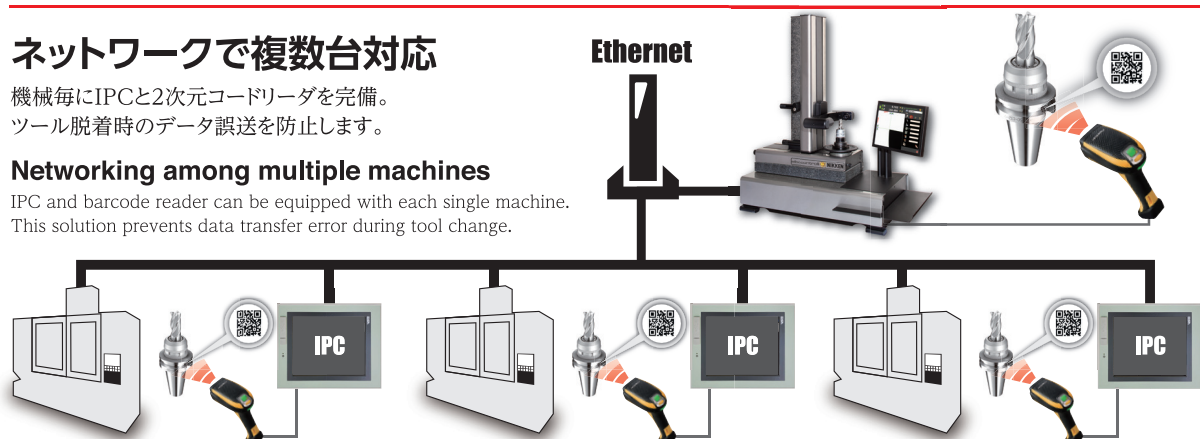 ネットワークで複数台対応
機械毎にIPCと2次元コードリーダを完備。
ツール脱着時のデータ誤送を防止します。
Networking among multiple machines
IPC and barcode reader can be equipped with each single machine.
This solution prevents data transfer error during tool change.
Ethernet
NIKKEN
IPC
IPC
IPC